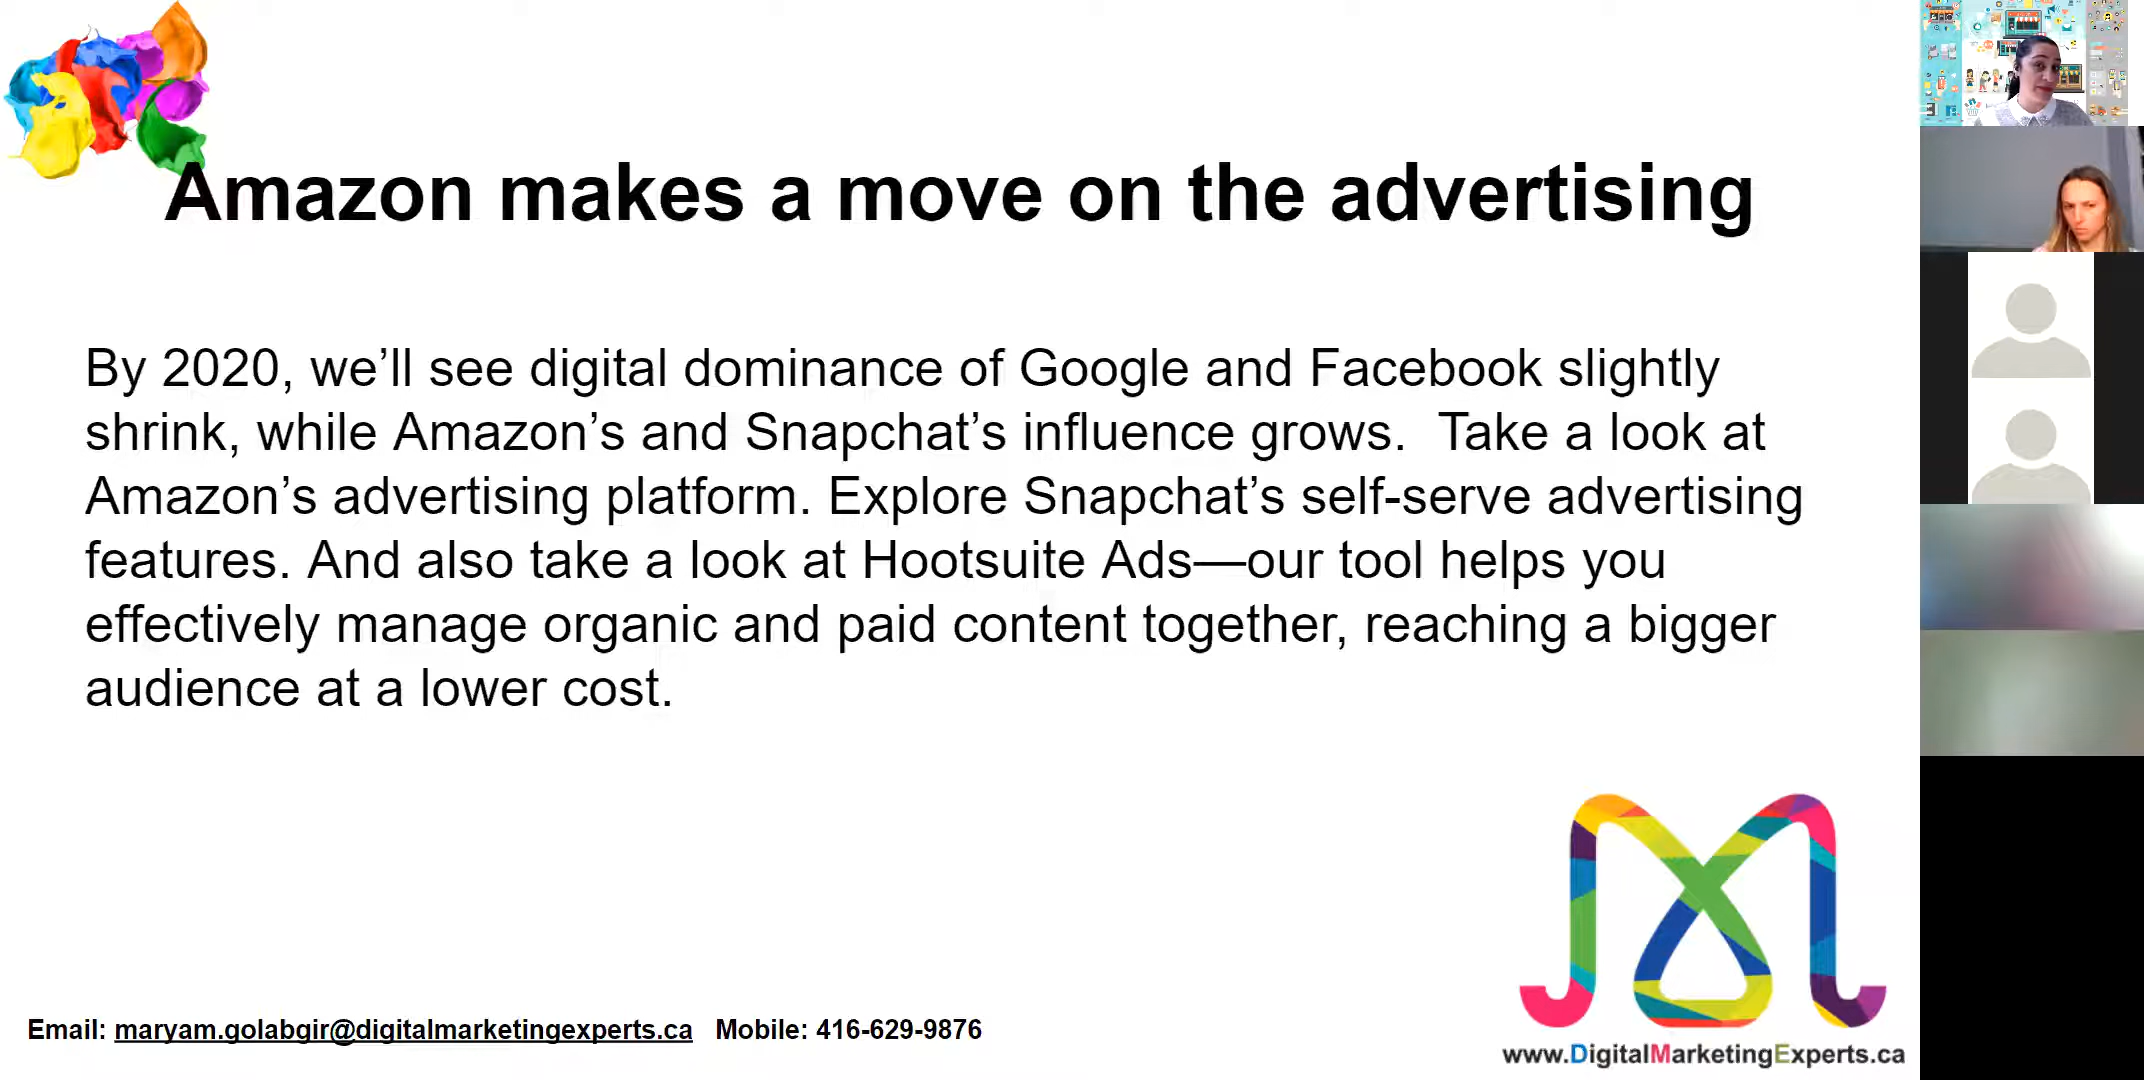 Amazon makes a move on the advertising
By 2020, we’ll see digital dominance of Google and Facebook slightly
shrink, while Amazon’s and Snapchat’s influence grows.  Take a look at
Amazon’s advertising platform. Explore Snapchat’s self-serve advertising
features. And also take a look at Hootsuite Ads—our tool helps you
effectively manage organic and paid content together, reaching a bigger
audience at a lower cost.
Email: maryam.golabgir@digitalmarketingexperts.ca   Mobile: 416-629-9876
www.DigitalMarketingExperts.ca